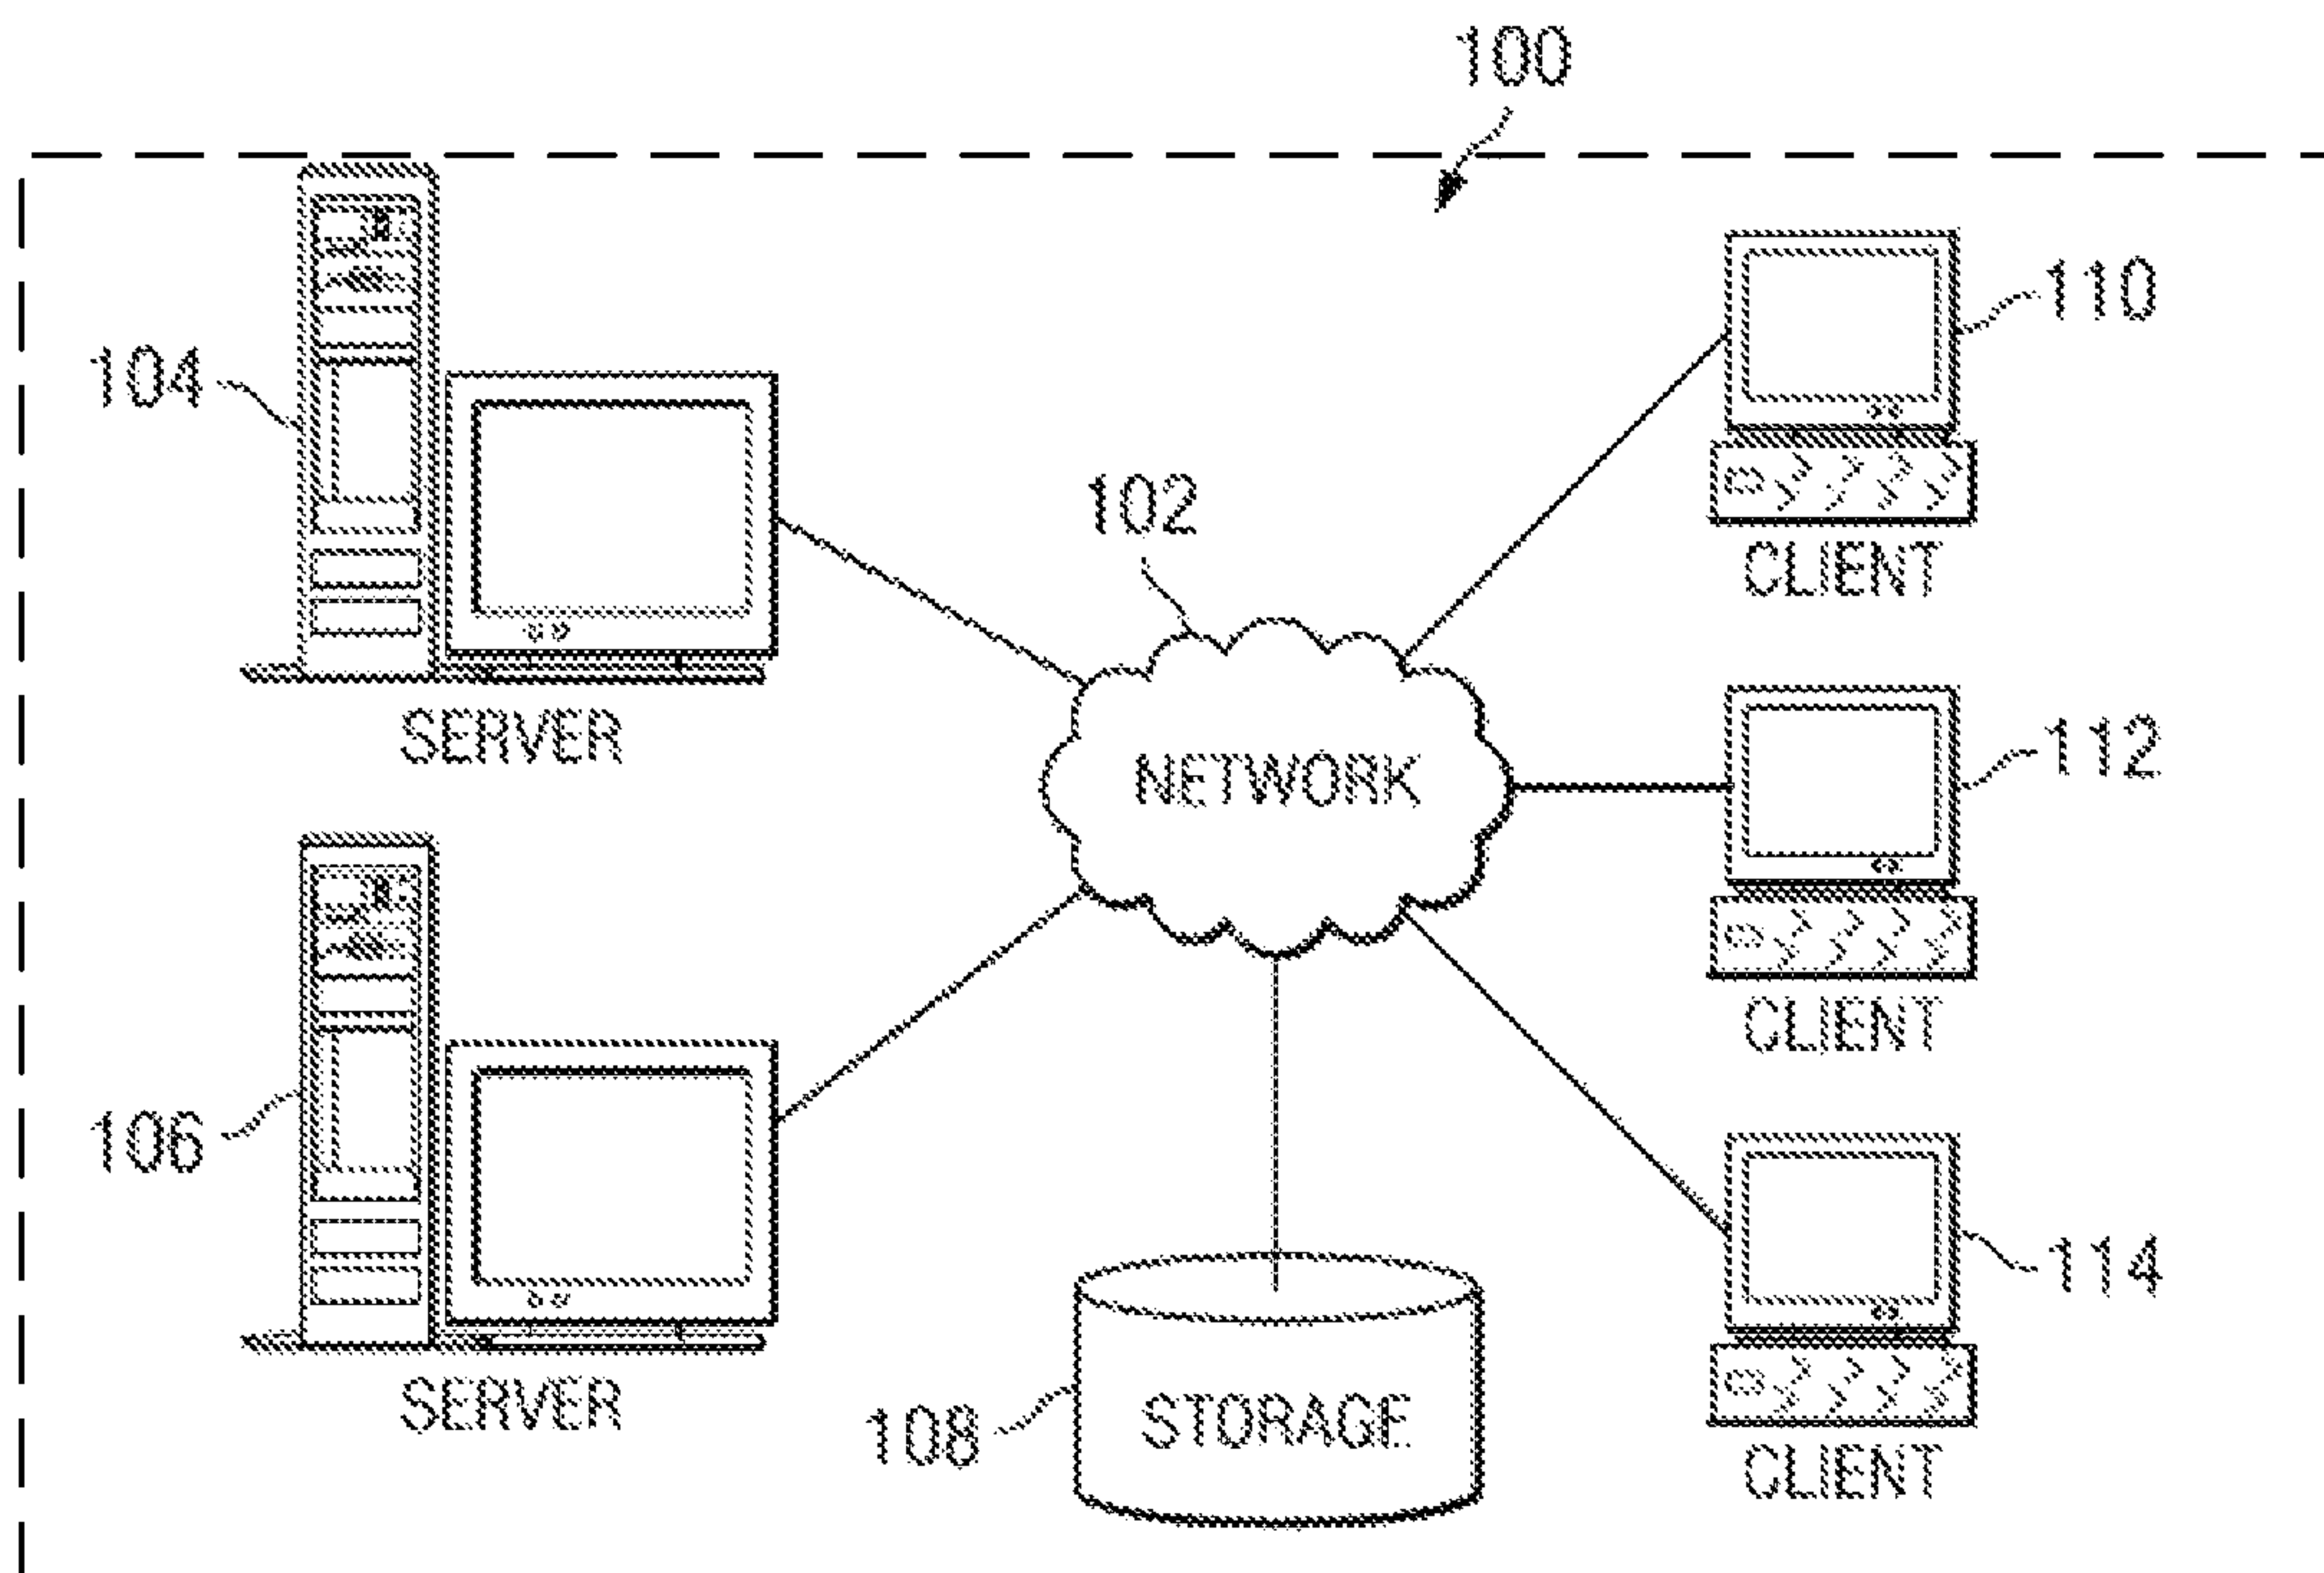 100
110
104
102
CLIENT
SERVER
112
NETWORK
CLIENT
106
114
108
STORAGE
SERVER
CLIENT